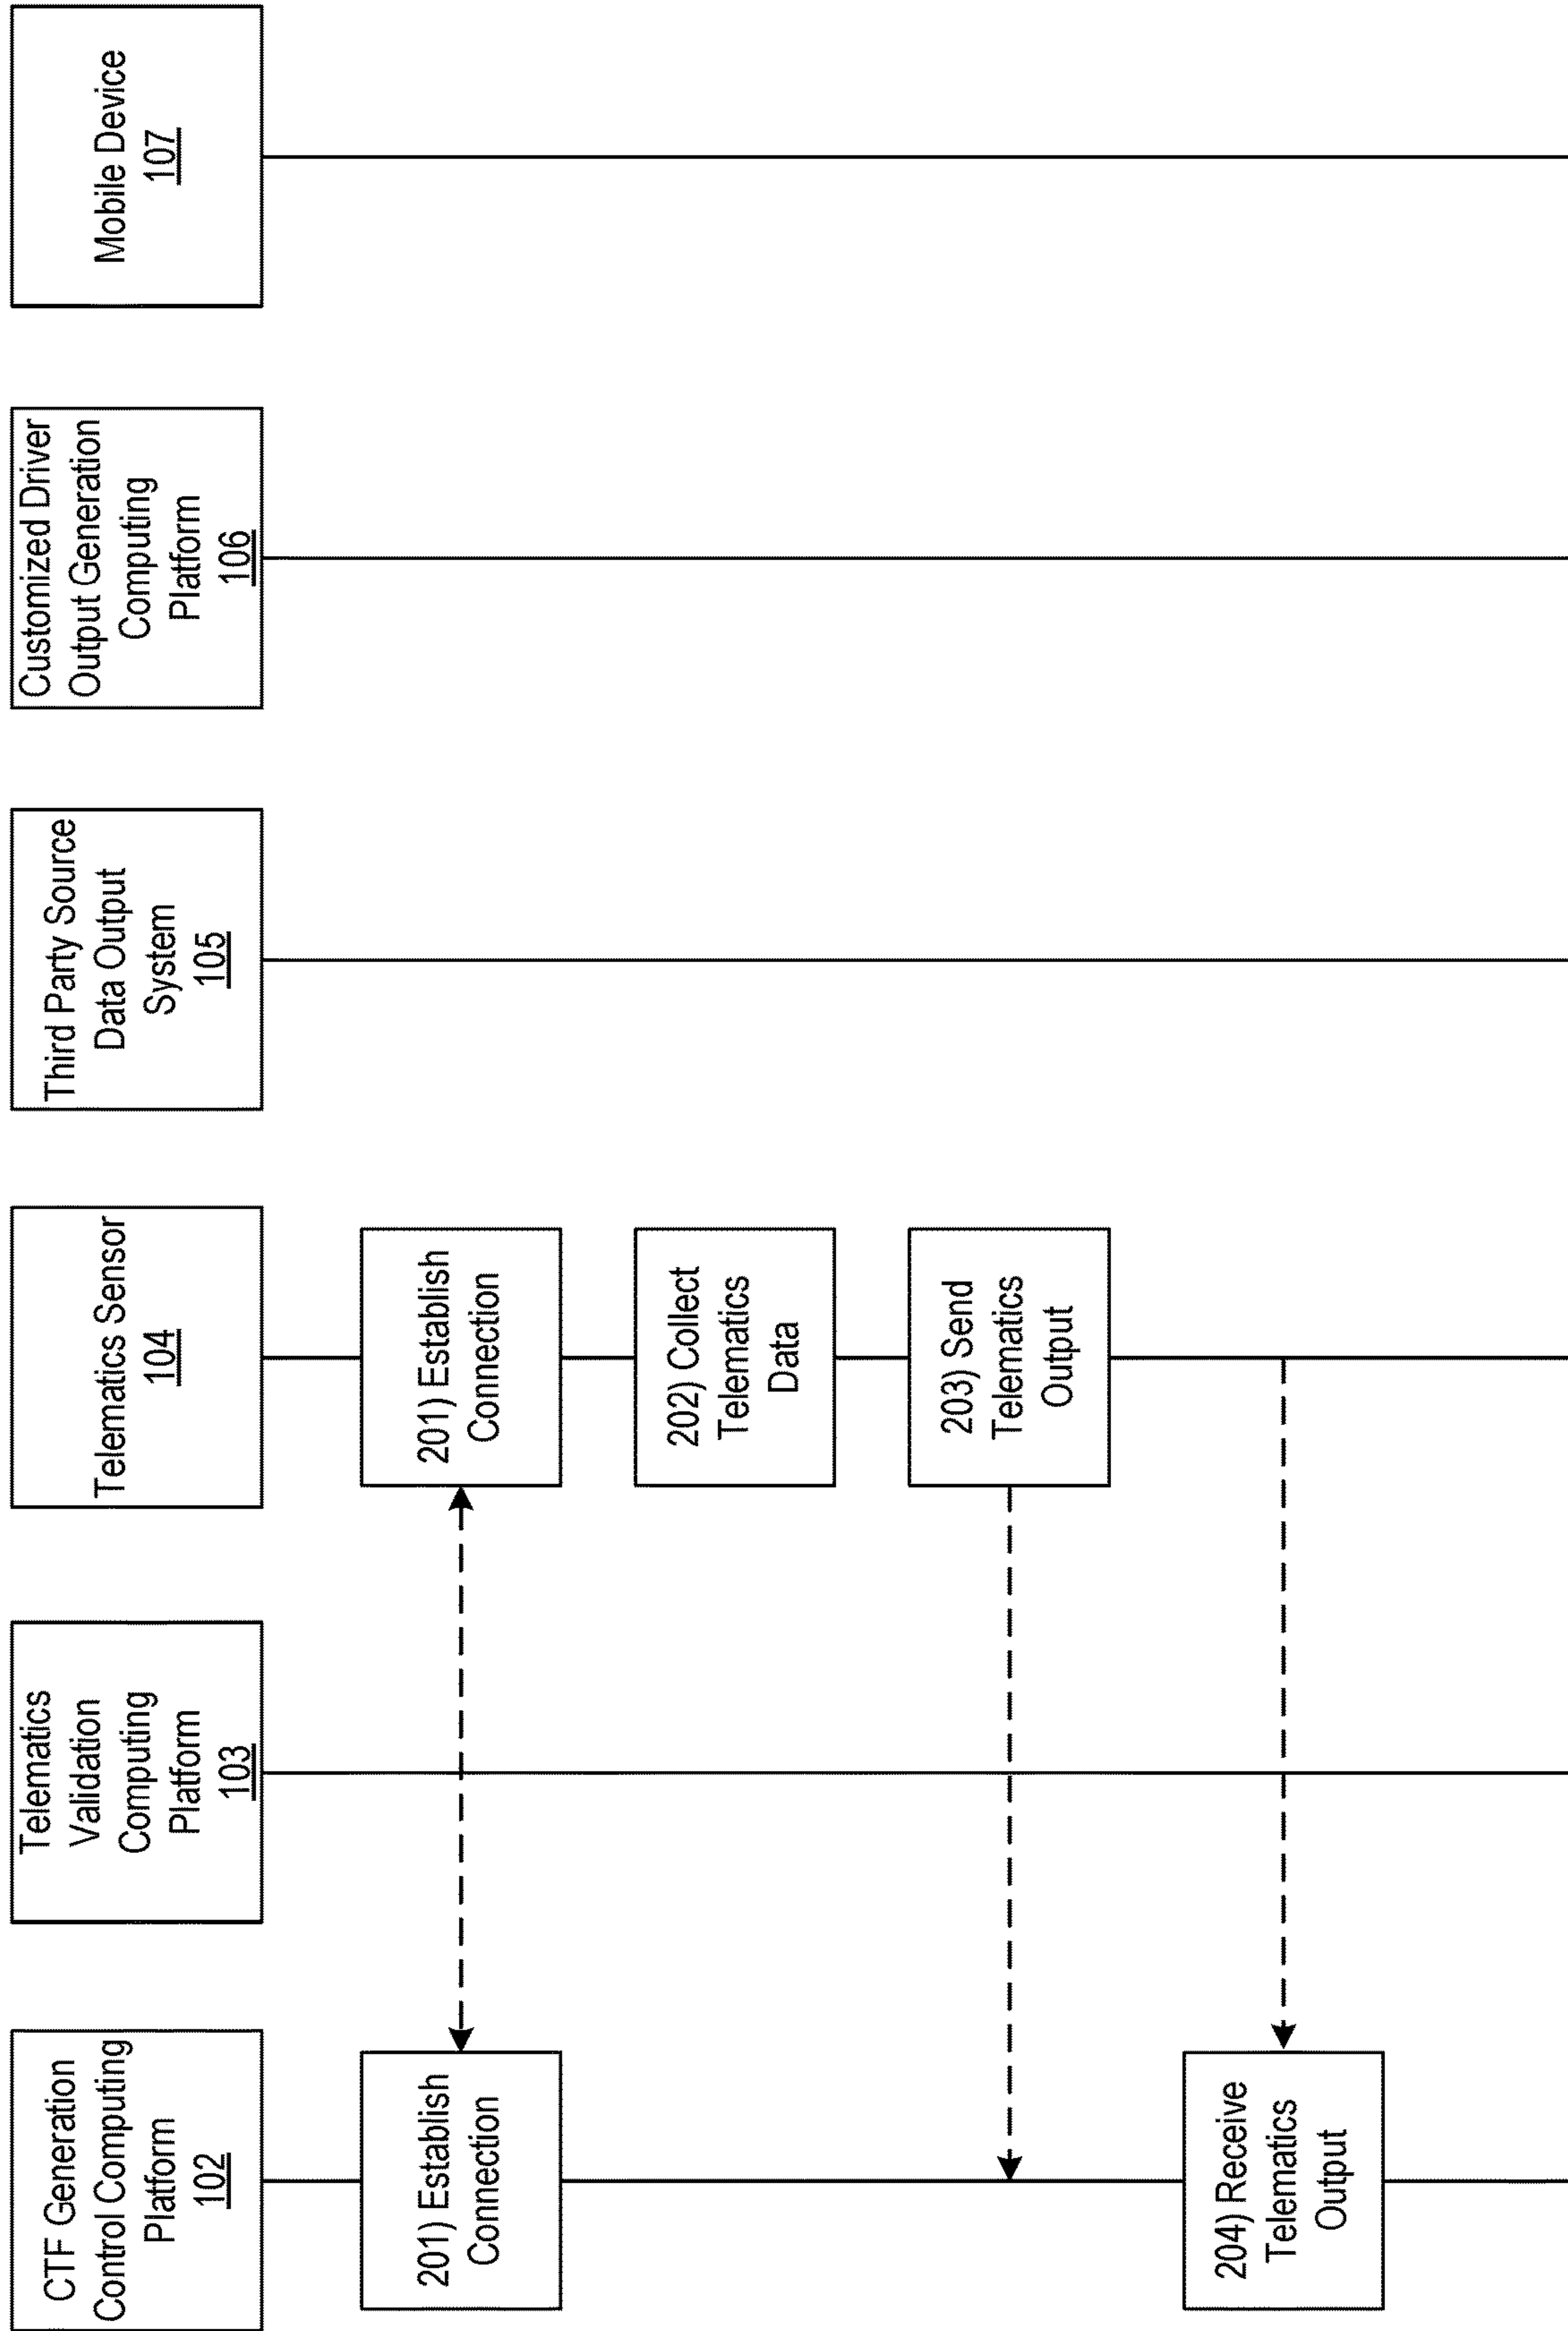 CTF Generation
Control Computing
Platform
102
Telematics
Validation
Computing
Platform
103
Telematics Sensor
104
Third Party Source
Data Output
System
105
Customized Driver
Output Generation
Computing
Platform
106
Mobile Device
107
201) Establish
Connection
201) Establish
Connection
202) Collect
Telematics
Data
203) Send
Telematics
Output
204) Receive
Telematics
Output